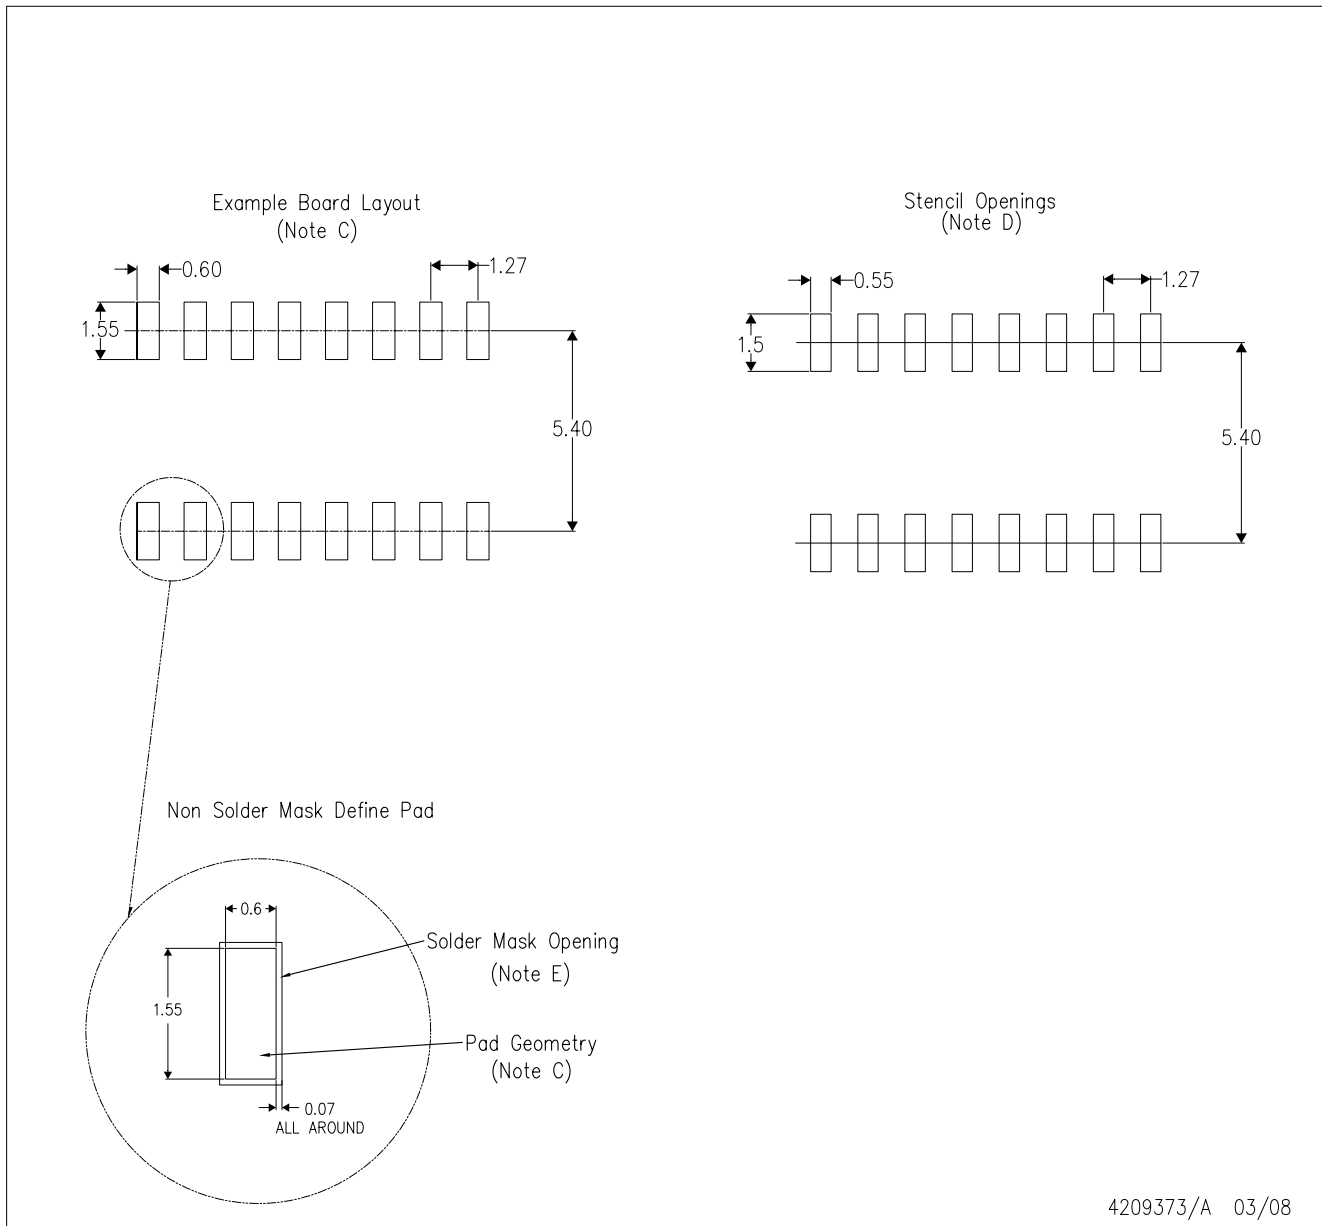 Example Board Layout
(Note C)
0.60
1.27
1.55
5.40
Stencil Openings
(Note D)
0.55
1.27
1.5
5.40
Non Solder Mask Define Pad
0.6
1.55
Solder Mask Opening
(Note E)
Pad Geometry
(Note C)
0.07
ALL AROUND
4209373/A 03/08